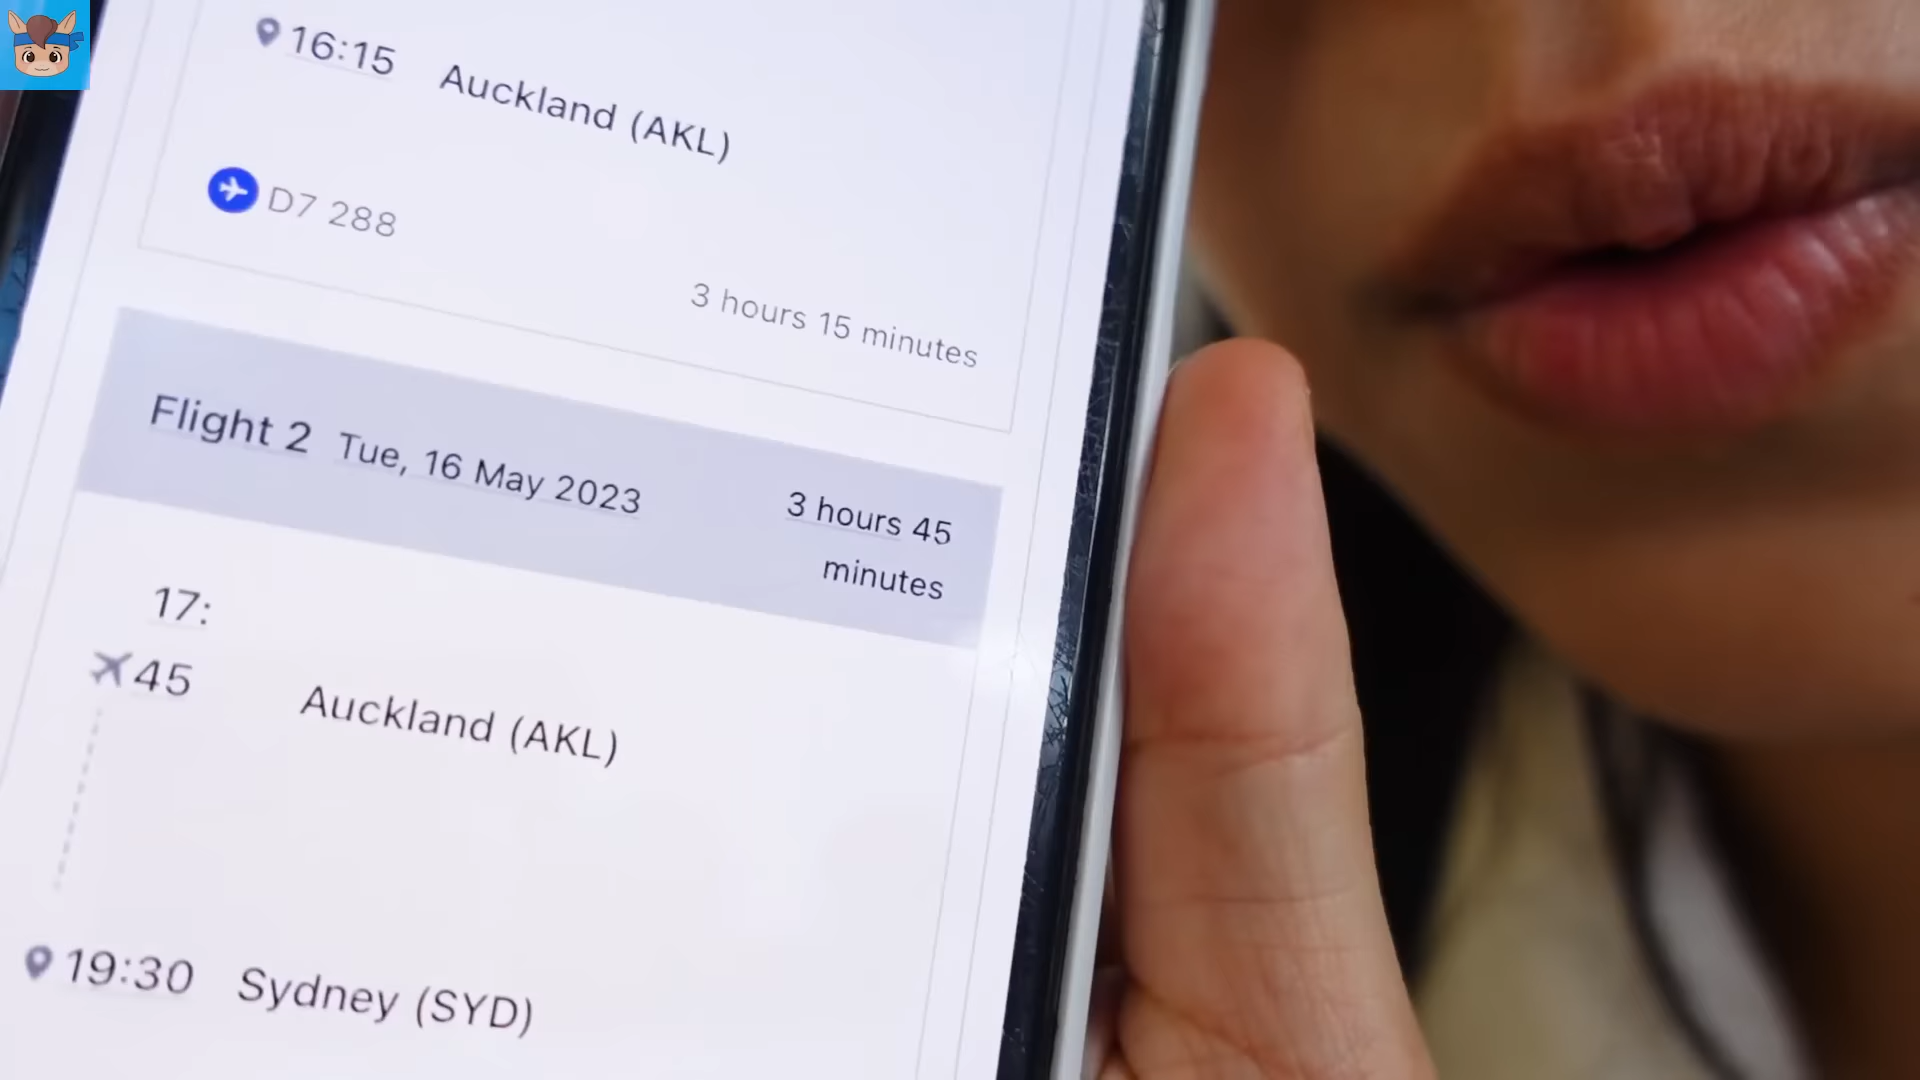 16:15 Auckland (AKL)
D7 288
3 hours 15 minutes
Flight 2 Tue, 16 May 2023 3 hours 45
minutes
17:
45 Auckland (AKL)
19:30 Sydney (SYD)